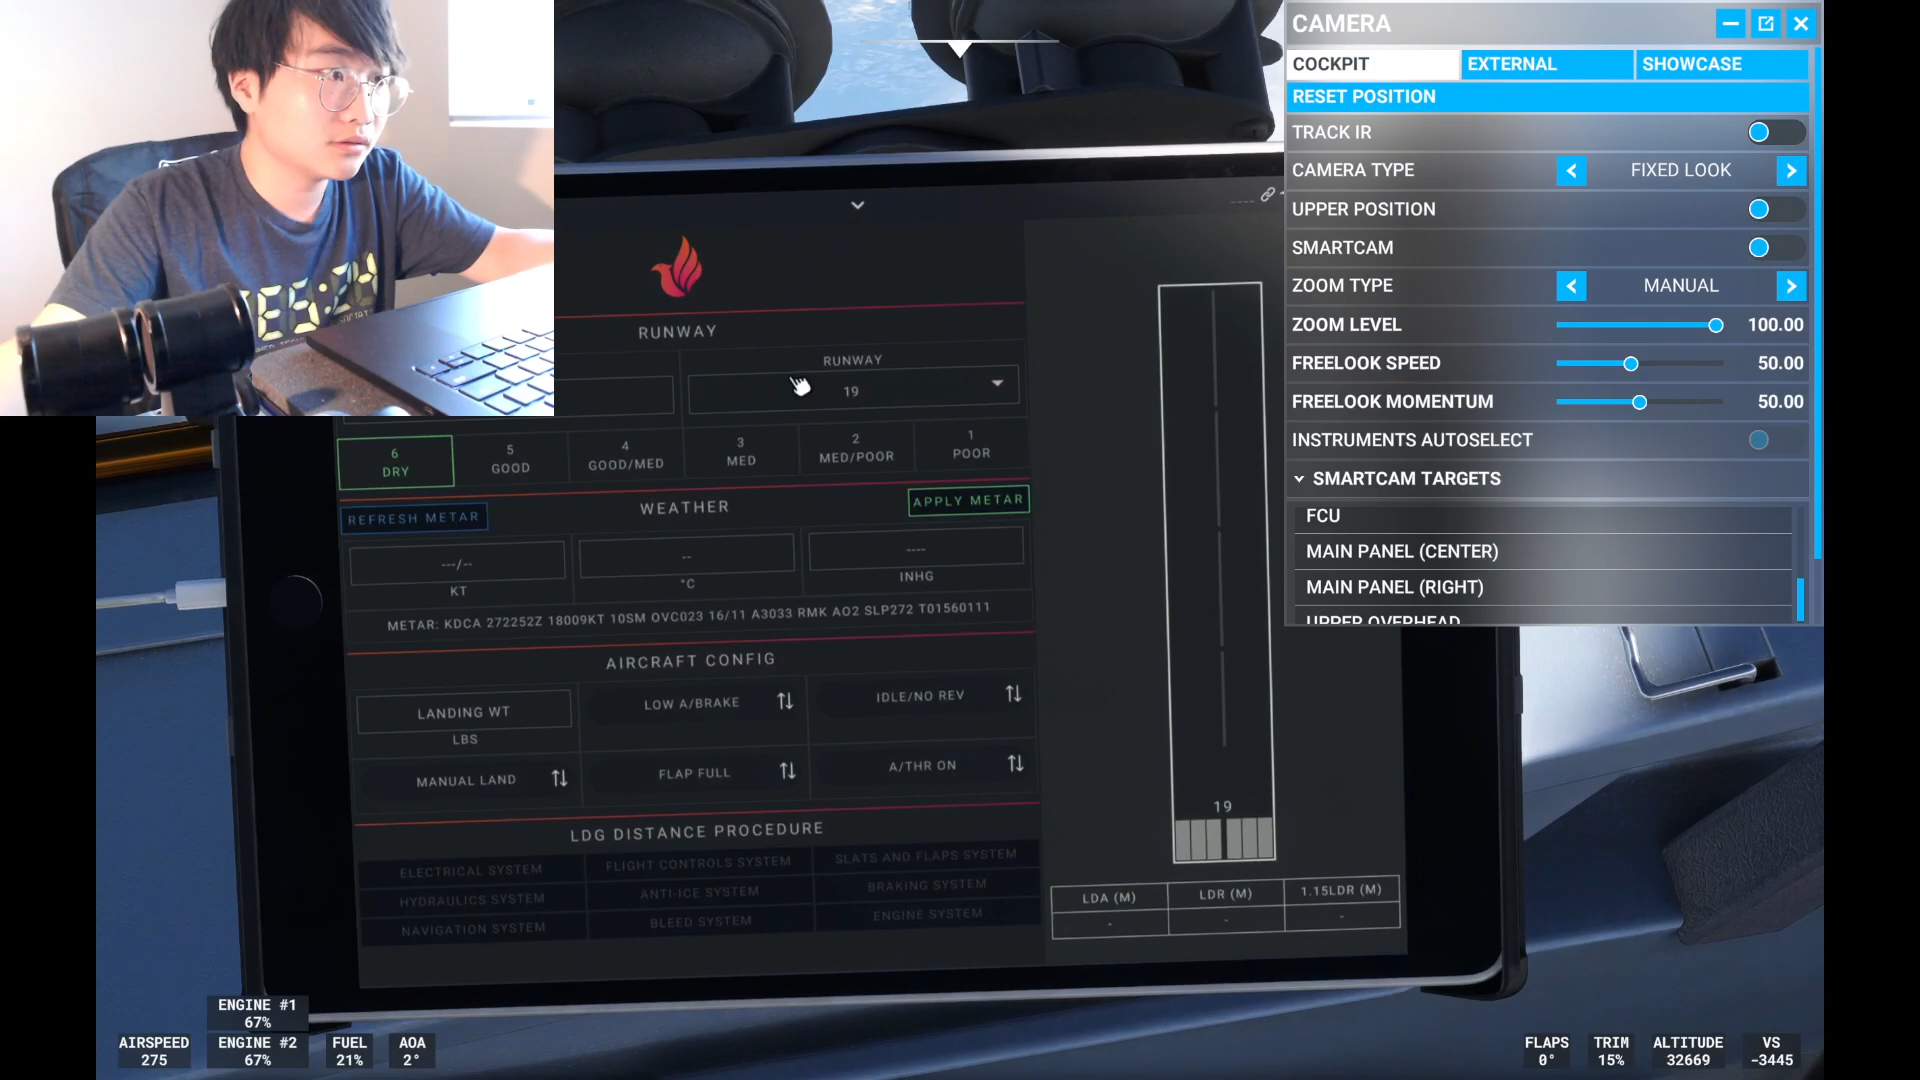 E5:24
CAMERA
COCKPIT
EXTERNAL
SHOWCASE
RESET POSITION
TRACK IR
CAMERA TYPE
FIXED LOOK
UPPER POSITION
SMARTCAM
ZOOM TYPE
MANUAL
ZOOM LEVEL
100.00
FREELOOK SPEED
50.00
FREELOOK MOMENTUM
50.00
INSTRUMENTS AUTOSELECT
SMARTCAM TARGETS
FCU
MAIN PANEL (CENTER)
MAIN PANEL (RIGHT)
UPPER OVERHEAD
RUNWAY
RUNWAY
19
6
DRY
5
GOOD
4
GOOD/MED
3
MED
2
MED/POOR
1
POOR
REFRESH METAR
WEATHER
APPLY METAR
---/--
KT
--
°C
----
INHG
METAR: KDCA 272252Z 18009KT 10SM OVC023 16/11 A3033 RMK AO2 SLP272 T01560111
AIRCRAFT CONFIG
LANDING WT
LBS
LOW A/BRAKE
IDLE/NO REV
MANUAL LAND
FLAP FULL
A/THR ON
LDG DISTANCE PROCEDURE
ELECTRICAL SYSTEM
FLIGHT CONTROLS SYSTEM
SLATS AND FLAPS SYSTEM
HYDRAULICS SYSTEM
ANTI-ICE SYSTEM
BRAKING SYSTEM
NAVIGATION SYSTEM
BLEED SYSTEM
ENGINE SYSTEM
19
LDA (M)
LDR (M)
1.15LDR (M)
-
-
-
ENGINE #1
67%
AIRSPEED
275
ENGINE #2
67%
FUEL
21%
AOA
2°
FLAPS
0°
TRIM
15%
ALTITUDE
32669
VS
-3445